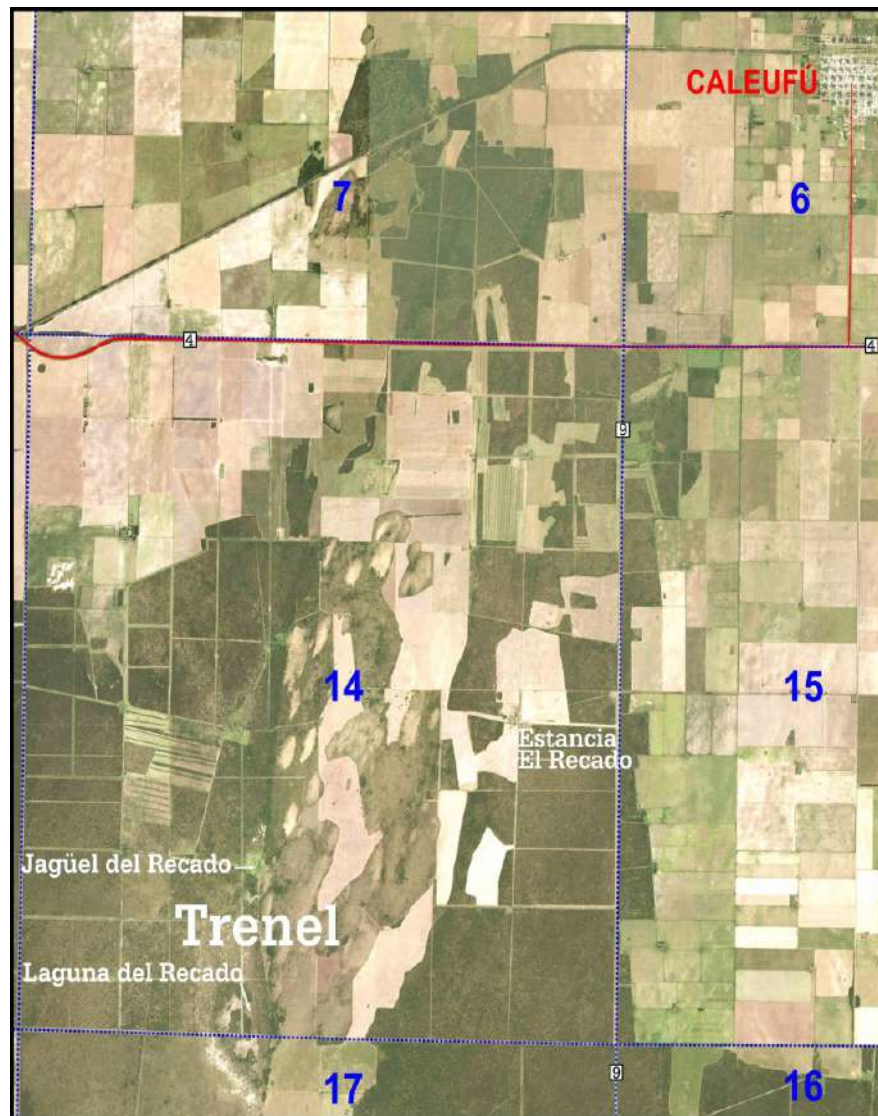 CALEUFÚ
7
6
4
4
9
14
15
Estancia
El Recado
Jagüel del Recado
Trenel
Laguna del Recado
9
17
16